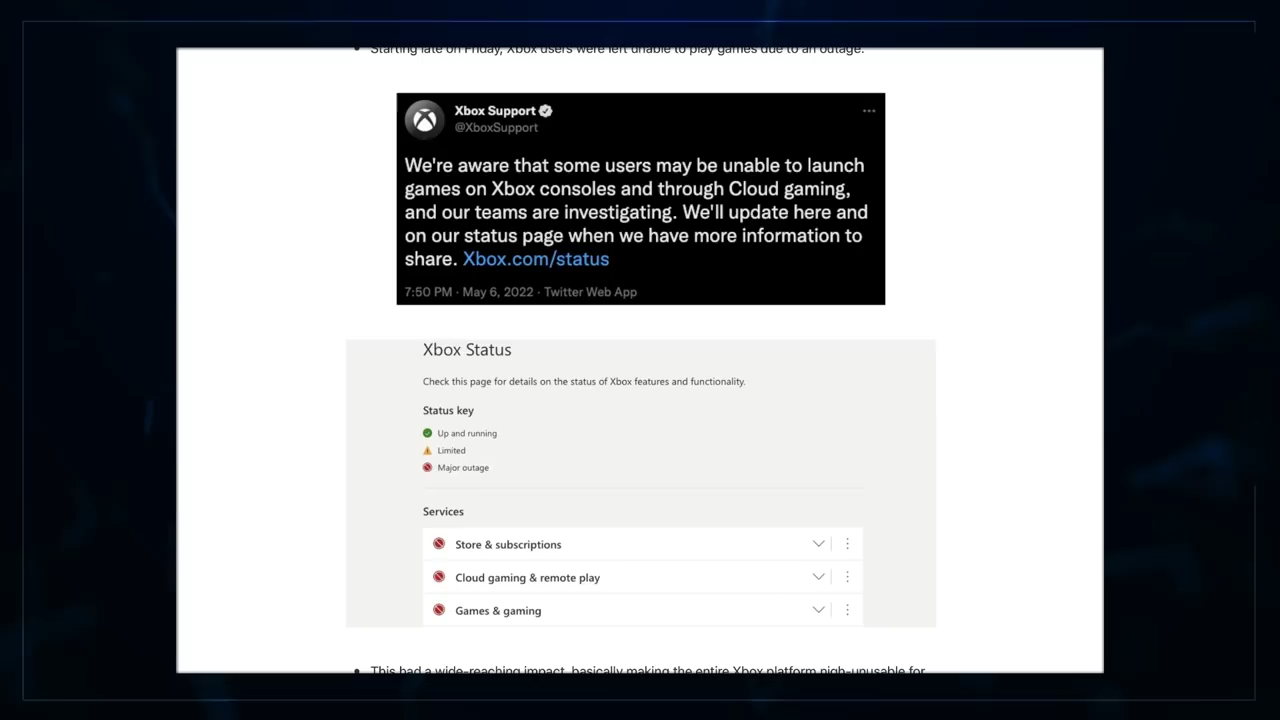 • Starting late on Friday, Xbox users were left unable to play games due to an outage.
Xbox Support
@XboxSupport
We're aware that some users may be unable to launch
games on Xbox consoles and through Cloud gaming,
and our teams are investigating. We'll update here and
on our status page when we have more information to
share. Xbox.com/status
7:50 PM · May 6, 2022 · Twitter Web App
Xbox Status
Check this page for details on the status of Xbox features and functionality.
Status key
Up and running
Limited
Major outage
Services
Store & subscriptions
Cloud gaming & remote play
Games & gaming
• This had a wide-reaching impact, basically making the entire Xbox platform nigh-unusable for